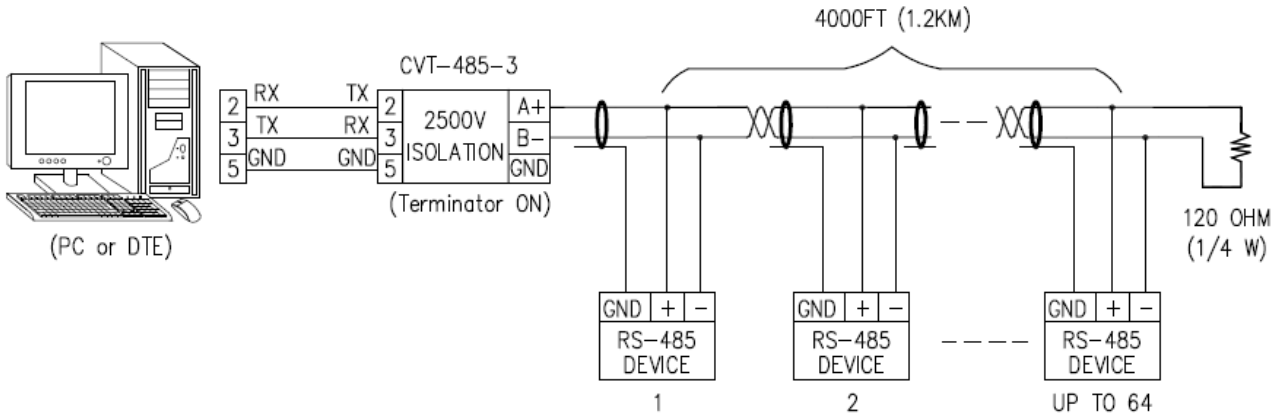 4000FT (1.2KM)
CVT-485-3
2 RX TX 2 2500V A+
3 TX RX 3 ISOLATION B-
5 GND GND 5 GND
(Terminator ON)
(PC or DTE)
120 OHM
(1/4 W)
GND + -
RS-485
DEVICE
1
GND + -
RS-485
DEVICE
2
GND + -
RS-485
DEVICE
UP TO 64